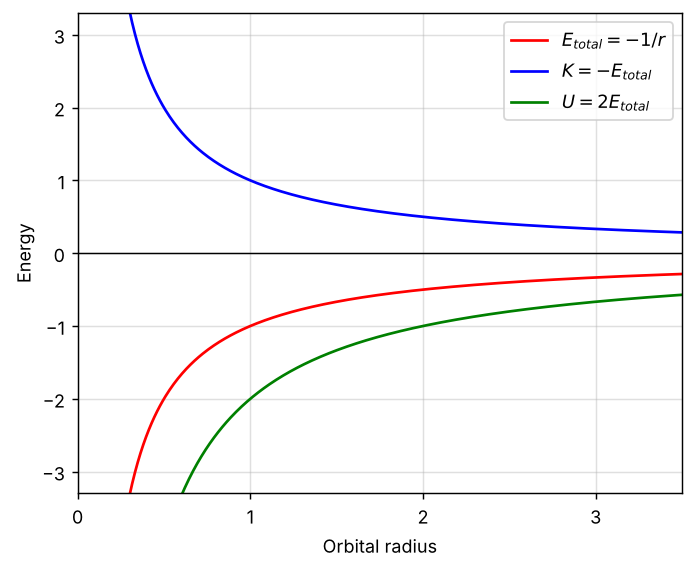 E_total = −1/r
K = −E_total
U = 2E_total
3
2
1
0
−1
−2
−3
Energy
0 1 2 3
Orbital radius